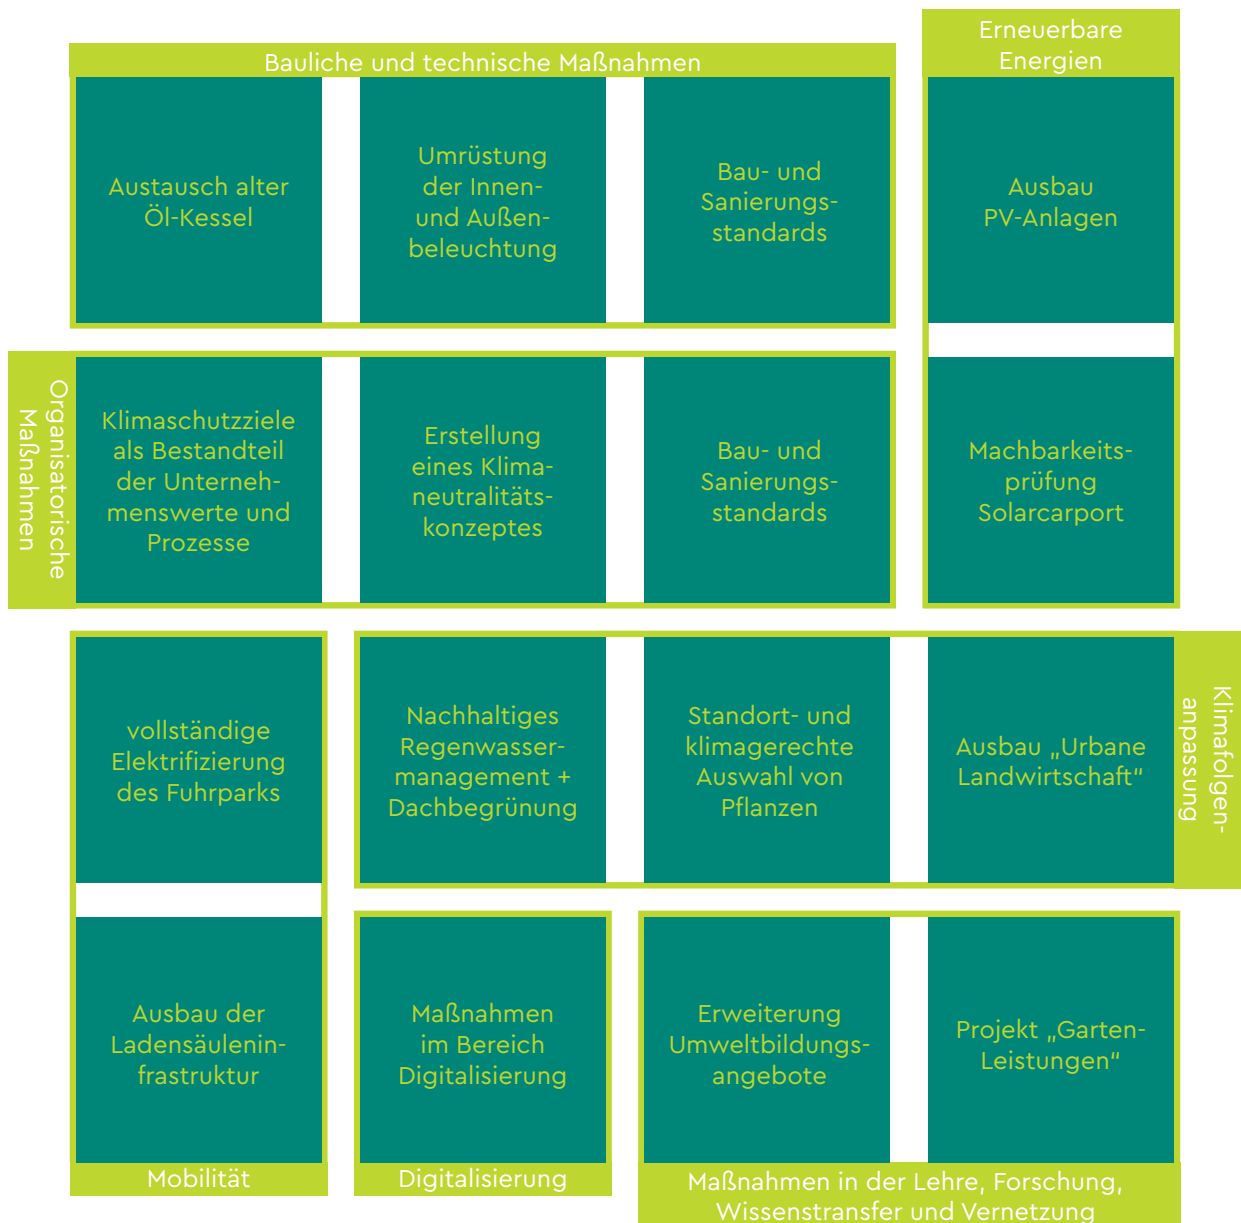 Bauliche und technische Maßnahmen
Austausch alter
Öl-Kessel
Umrüstung
der Innen-
und Außen-
beleuchtung
Bau- und
Sanierungs-
standards
Erneuerbare
Energien
Ausbau
PV-Anlagen
Machbarkeits-
prüfung
Solarcarport
Organisatorische
Maßnahmen
Klimaschutzziele
als Bestandteil
der Unterneh-
menswerte und
Prozesse
Erstellung
eines Klima-
neutralitäts-
konzeptes
Bau- und
Sanierungs-
standards
vollständige
Elektrifizierung
des Fuhrparks
Ausbau der
Ladensäulenin-
frastruktur
Mobilität
Nachhaltiges
Regenwasser-
management +
Dachbegrünung
Standort- und
klimagerechte
Auswahl von
Pflanzen
Ausbau „Urbane
Landwirtschaft“
Klimafolgen-
anpassung
Maßnahmen
im Bereich
Digitalisierung
Digitalisierung
Erweiterung
Umweltbildungs-
angebote
Projekt „Garten-
Leistungen“
Maßnahmen in der Lehre, Forschung,
Wissenstransfer und Vernetzung